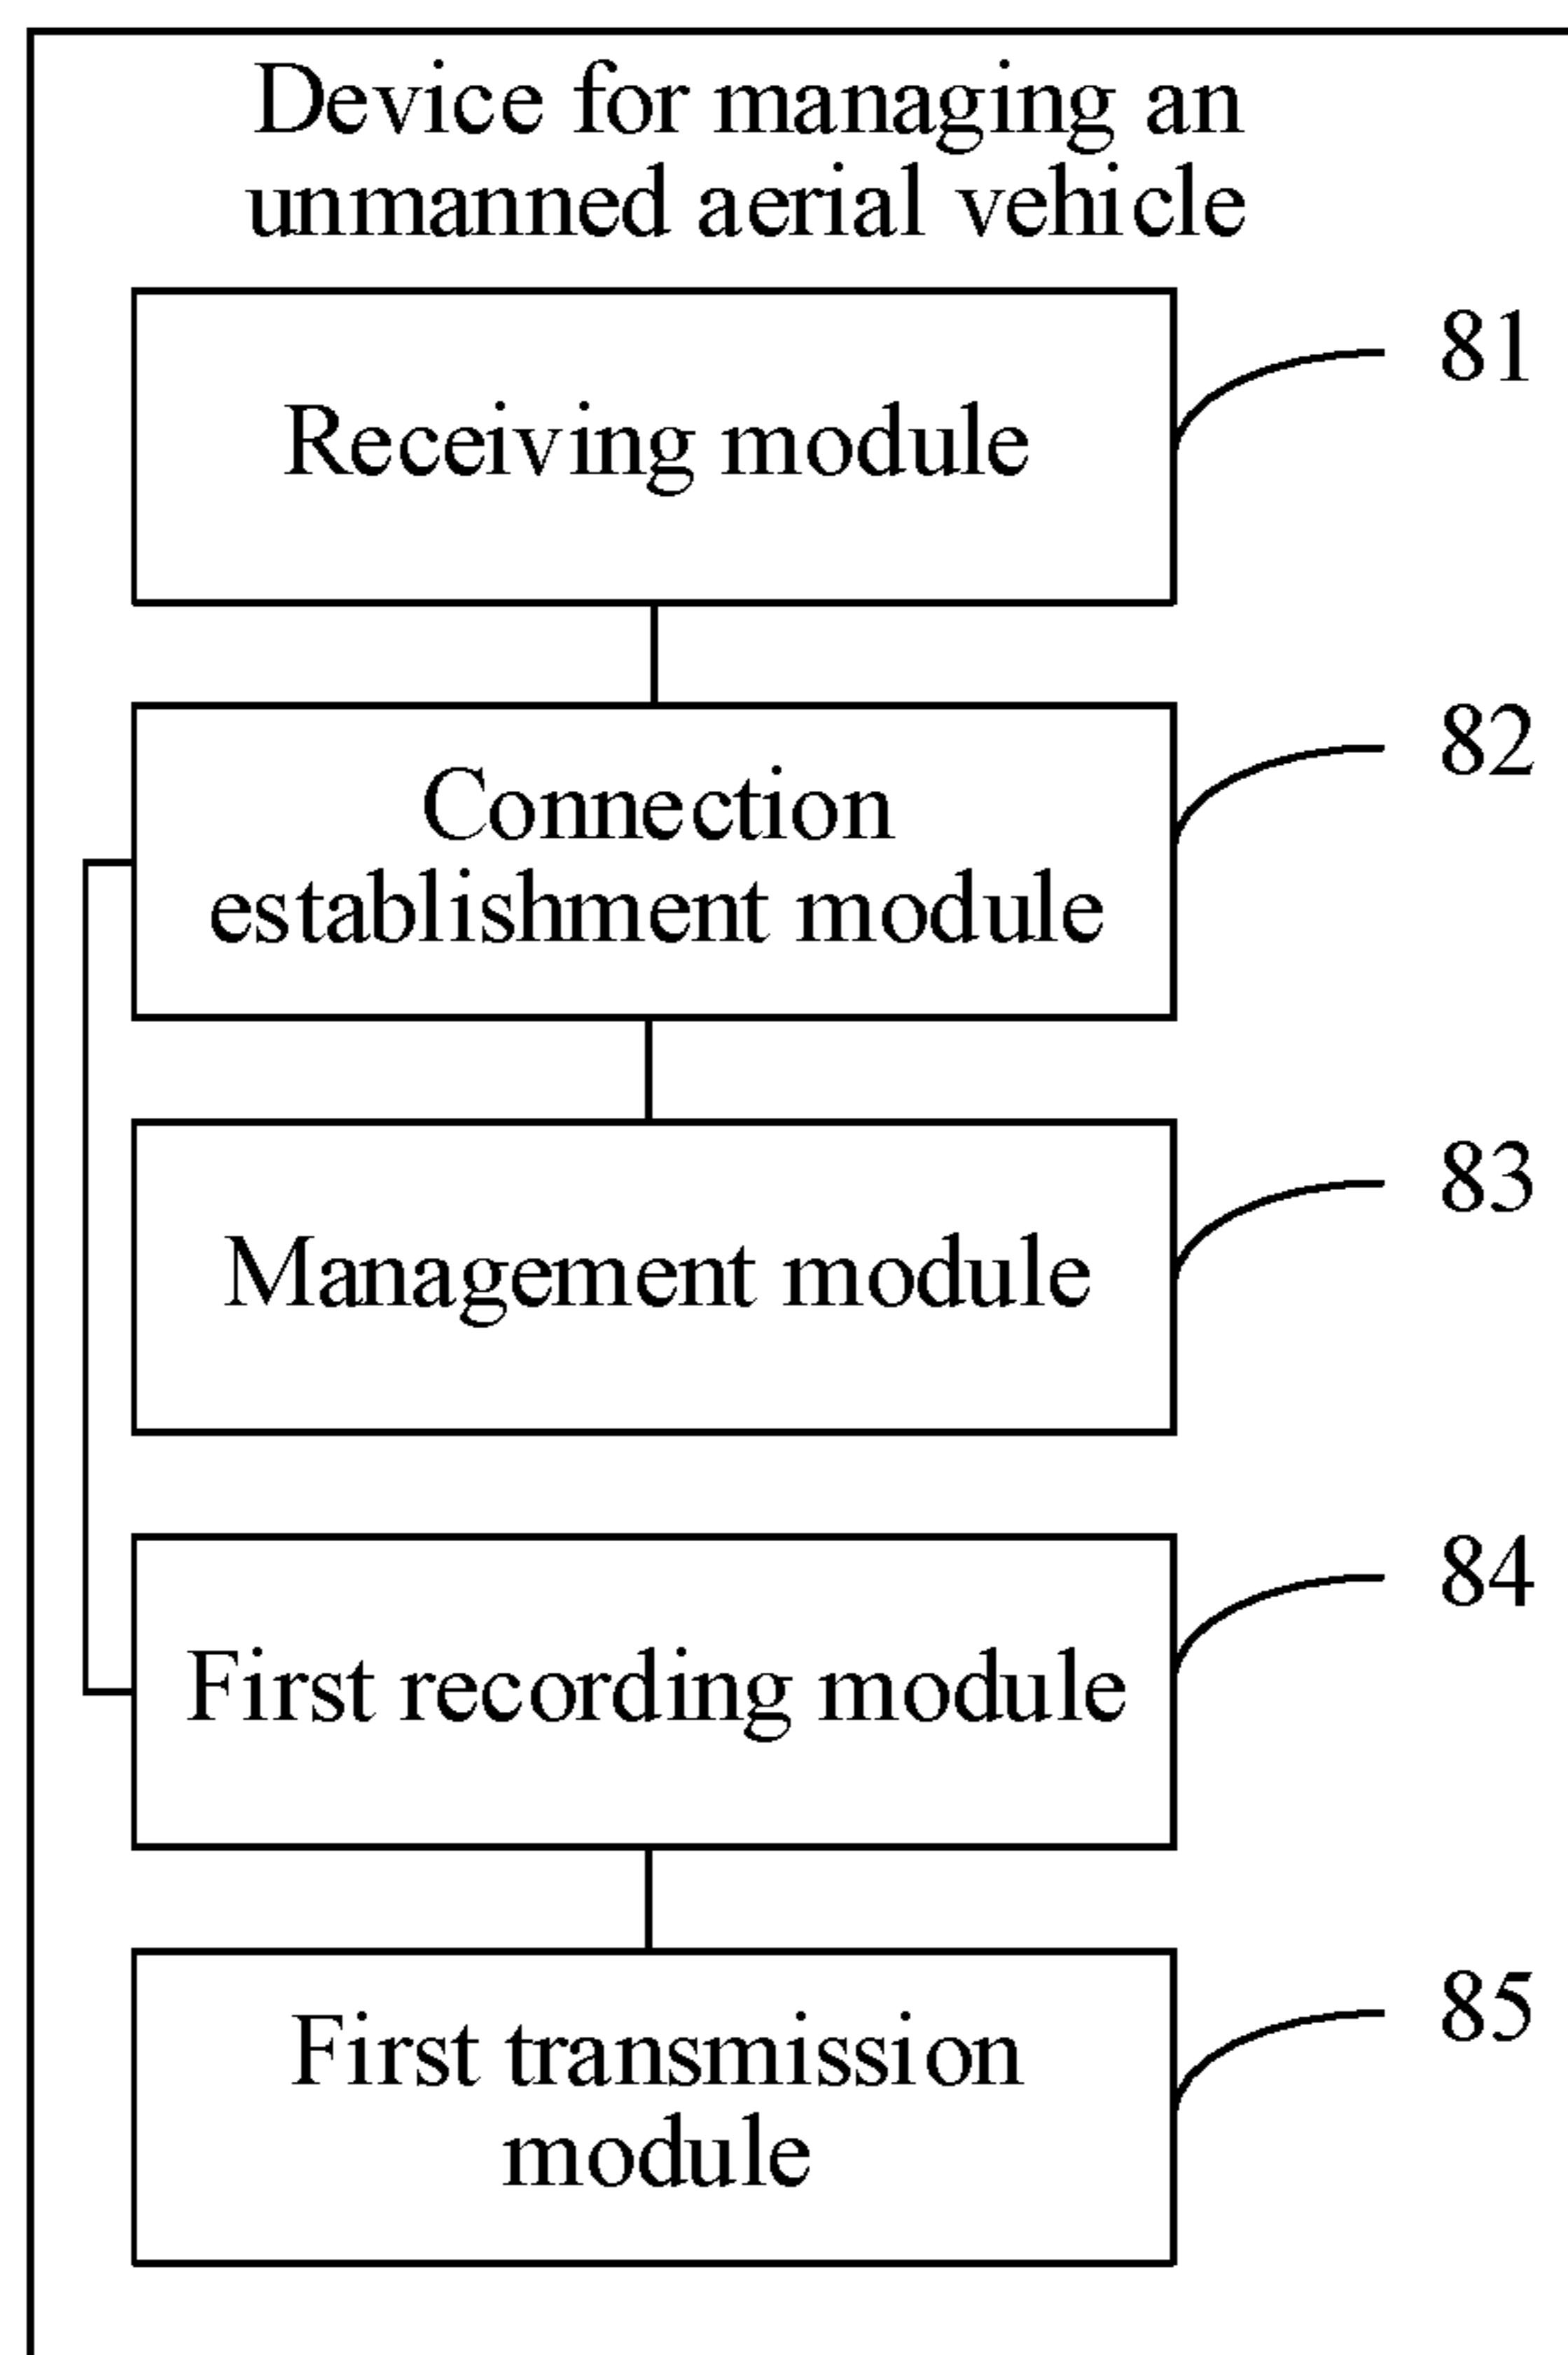 Device for managing an
unmanned aerial vehicle
Receiving module
81
Connection
establishment module
82
Management module
83
First recording module
84
First transmission
module
85